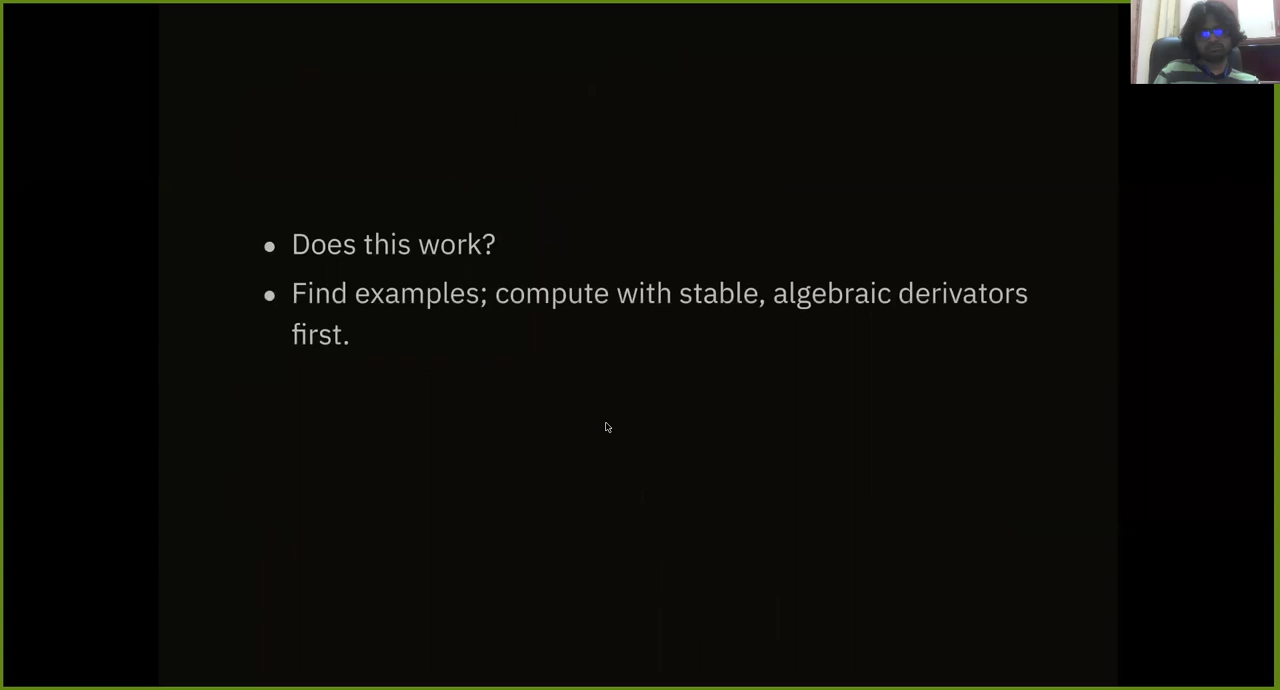 ● Does this work?
● Find examples; compute with stable, algebraic derivators
first.